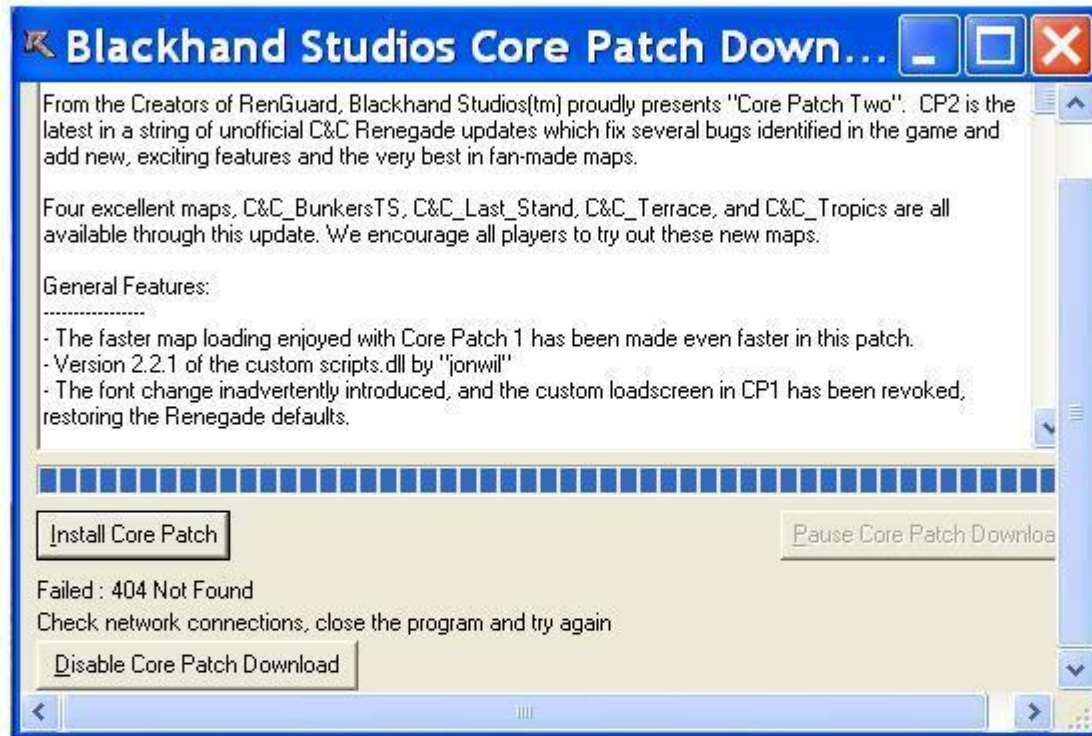 Blackhand Studios Core Patch Down...
From the Creators of RenGuard, Blackhand Studios(tm) proudly presents "Core Patch Two".  CP2 is the
latest in a string of unofficial C&C Renegade updates which fix several bugs identified in the game and
add new, exciting features and the very best in fan-made maps.
Four excellent maps, C&C_BunkersTS, C&C_Last_Stand, C&C_Terrace, and C&C_Tropics are all
available through this update. We encourage all players to try out these new maps.
General Features:
-----------------
- The faster map loading enjoyed with Core Patch 1 has been made even faster in this patch.
- Version 2.2.1 of the custom scripts.dll by "jonwil"
- The font change inadvertently introduced, and the custom loadscreen in CP1 has been revoked,
restoring the Renegade defaults.
Install Core Patch
Pause Core Patch Downloa
Failed : 404 Not Found
Check network connections, close the program and try again
Disable Core Patch Download